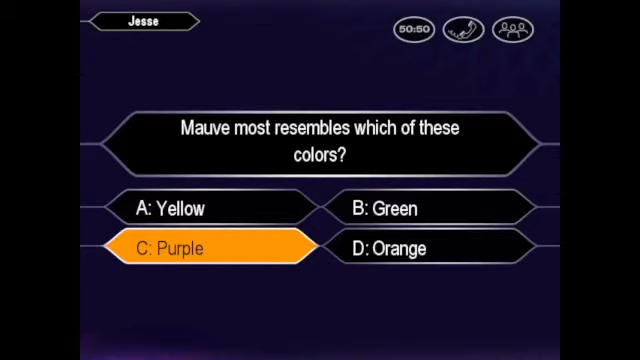 Jesse
50:50
Mauve most resembles which of these
colors?
A: Yellow
B: Green
C: Purple
D: Orange